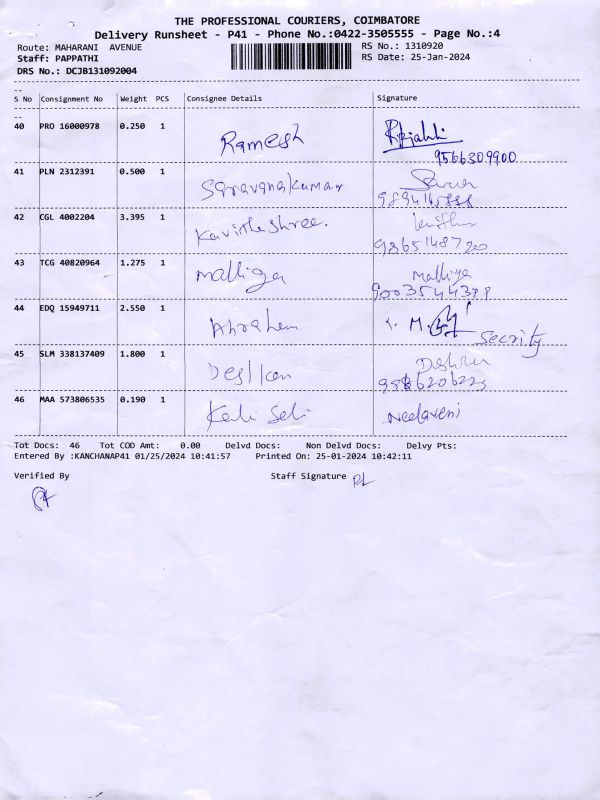 THE PROFESSIONAL COURIERS, COIMBATORE
Delivery Runsheet - P41 - Phone No.:0422-3505555 - Page No.:4
Route: MAHARANI AVENUE
RS No.: 1310920
Staff: PAPPATHI
RS Date: 25-Jan-2024
DRS No.: DCJB131092004
S No Consignment No Weight PCS Consignee Details Signature
40 PRO 16000978 0.250 1 Ramesh
9566309900
41 PLN 2312391 0.500 1 Saravanakumar
42 CGL 4002204 3.395 1 Kavitha Shree.
43 TCG 40820964 1.275 1 Malliga Malliga
44 EDQ 15949711 2.550 1 Abraham
Secrity
45 SLM 338137409 1.800 1
46 MAA 573806535 0.190 1 Neelaveni
Tot Docs: 46 Tot COD Amt: 0.00 Delvd Docs: Non Delvd Docs: Delvy Pts:
Entered By :KANCHANAP41 01/25/2024 10:41:57 Printed On: 25-01-2024 10:42:11
Verified By Staff Signature